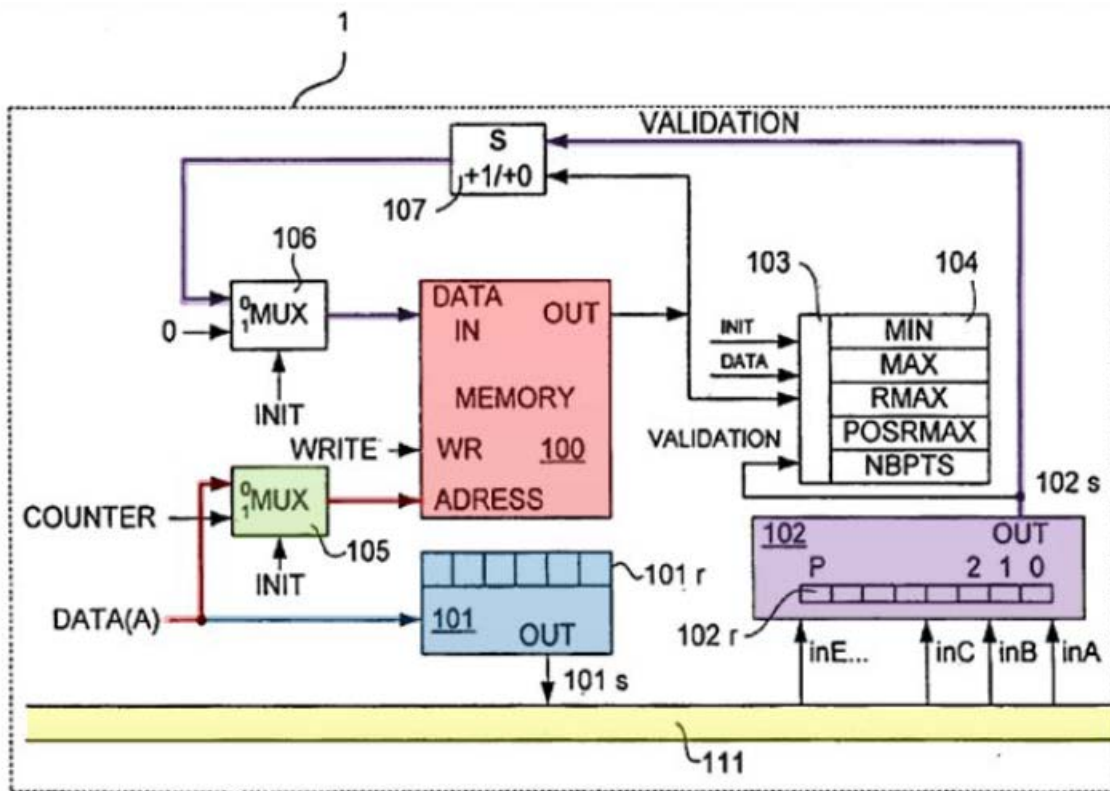 1
VALIDATION
S
+1/+0
107
106
0
1
MUX
0
INIT
DATA
IN
OUT
MEMORY
WRITE
WR
100
ADRESS
103
104
INIT
DATA
VALIDATION
MIN
MAX
RMAX
POSRMAX
NBPTS
102 s
0
1
MUX
COUNTER
105
INIT
DATA(A)
101 r
101
OUT
101 s
102
OUT
P 2 1 0
102 r
inE... inC inB inA
111